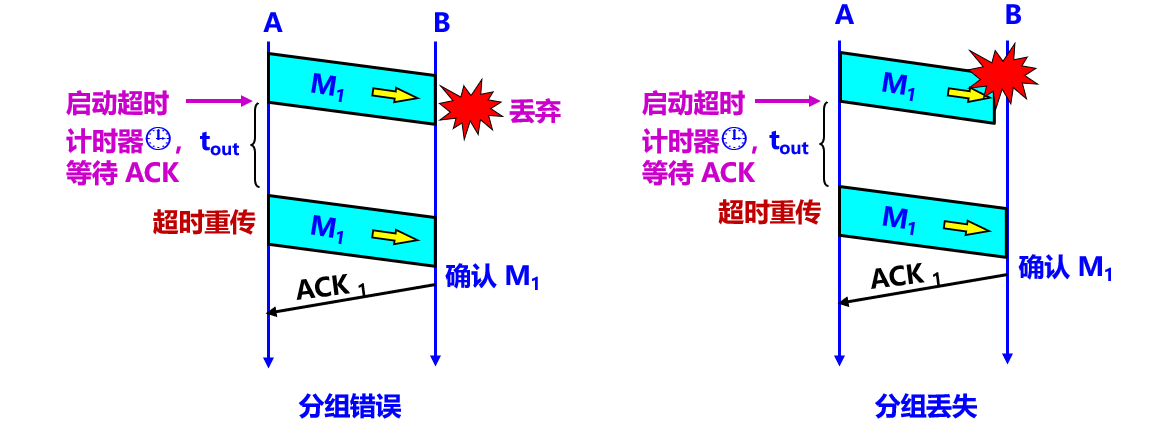 A
B
M1
启动超时
计时器，
等待 ACK
tout
丢弃
超时重传
M1
ACK 1
确认 M1
分组错误
A
B
M1
启动超时
计时器，
等待 ACK
tout
超时重传
M1
ACK 1
确认 M1
分组丢失